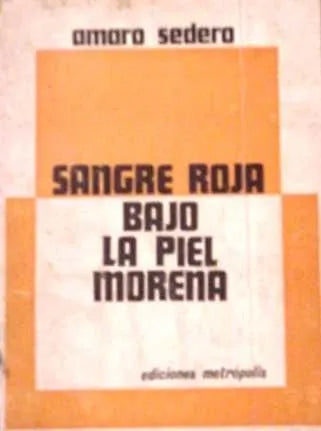 amaro sedero
SANGRE ROJA
BAJO
LA PIEL
MORENA
ediciones metrópolis